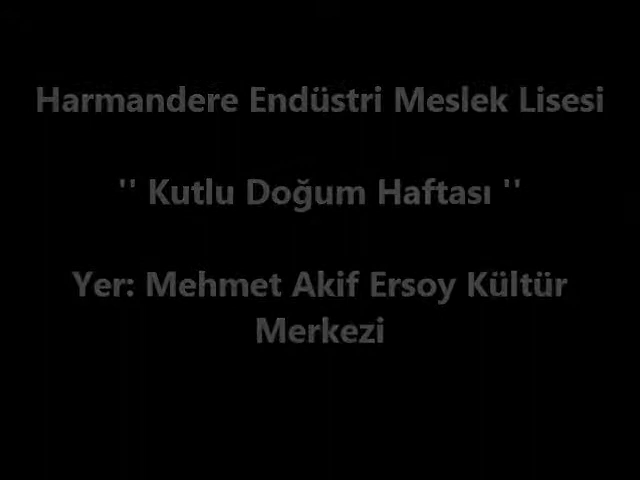 Harmandere Endüstri Meslek Lisesi
'' Kutlu Doğum Haftası ''
Yer: Mehmet Akif Ersoy Kültür
Merkezi